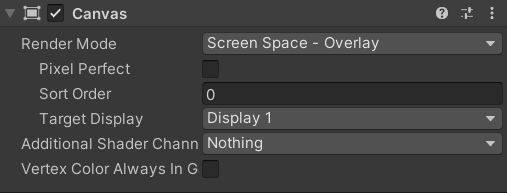 Canvas
Render Mode Screen Space - Overlay
Pixel Perfect
Sort Order 0
Target Display Display 1
Additional Shader Chann Nothing
Vertex Color Always In G